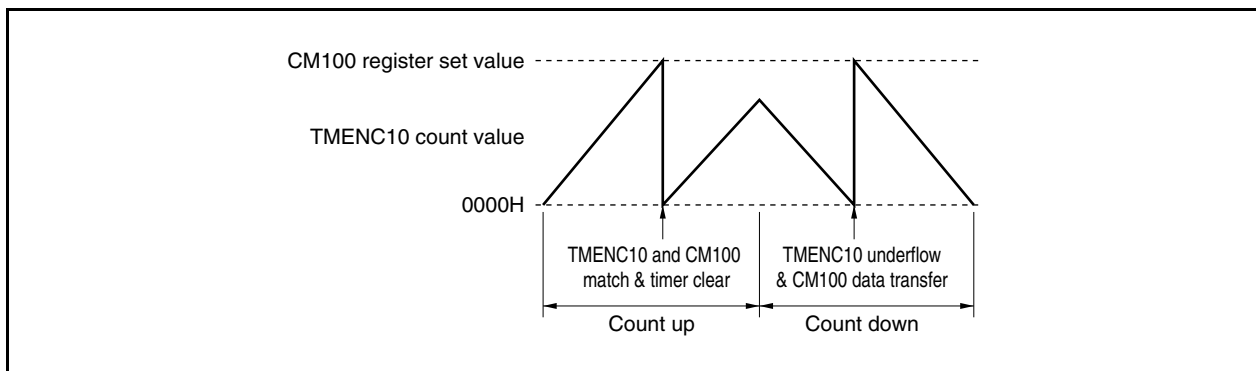 CM100 register set value
TMENC10 count value
0000H
TMENC10 and CM100
match & timer clear
TMENC10 underflow
& CM100 data transfer
Count up
Count down